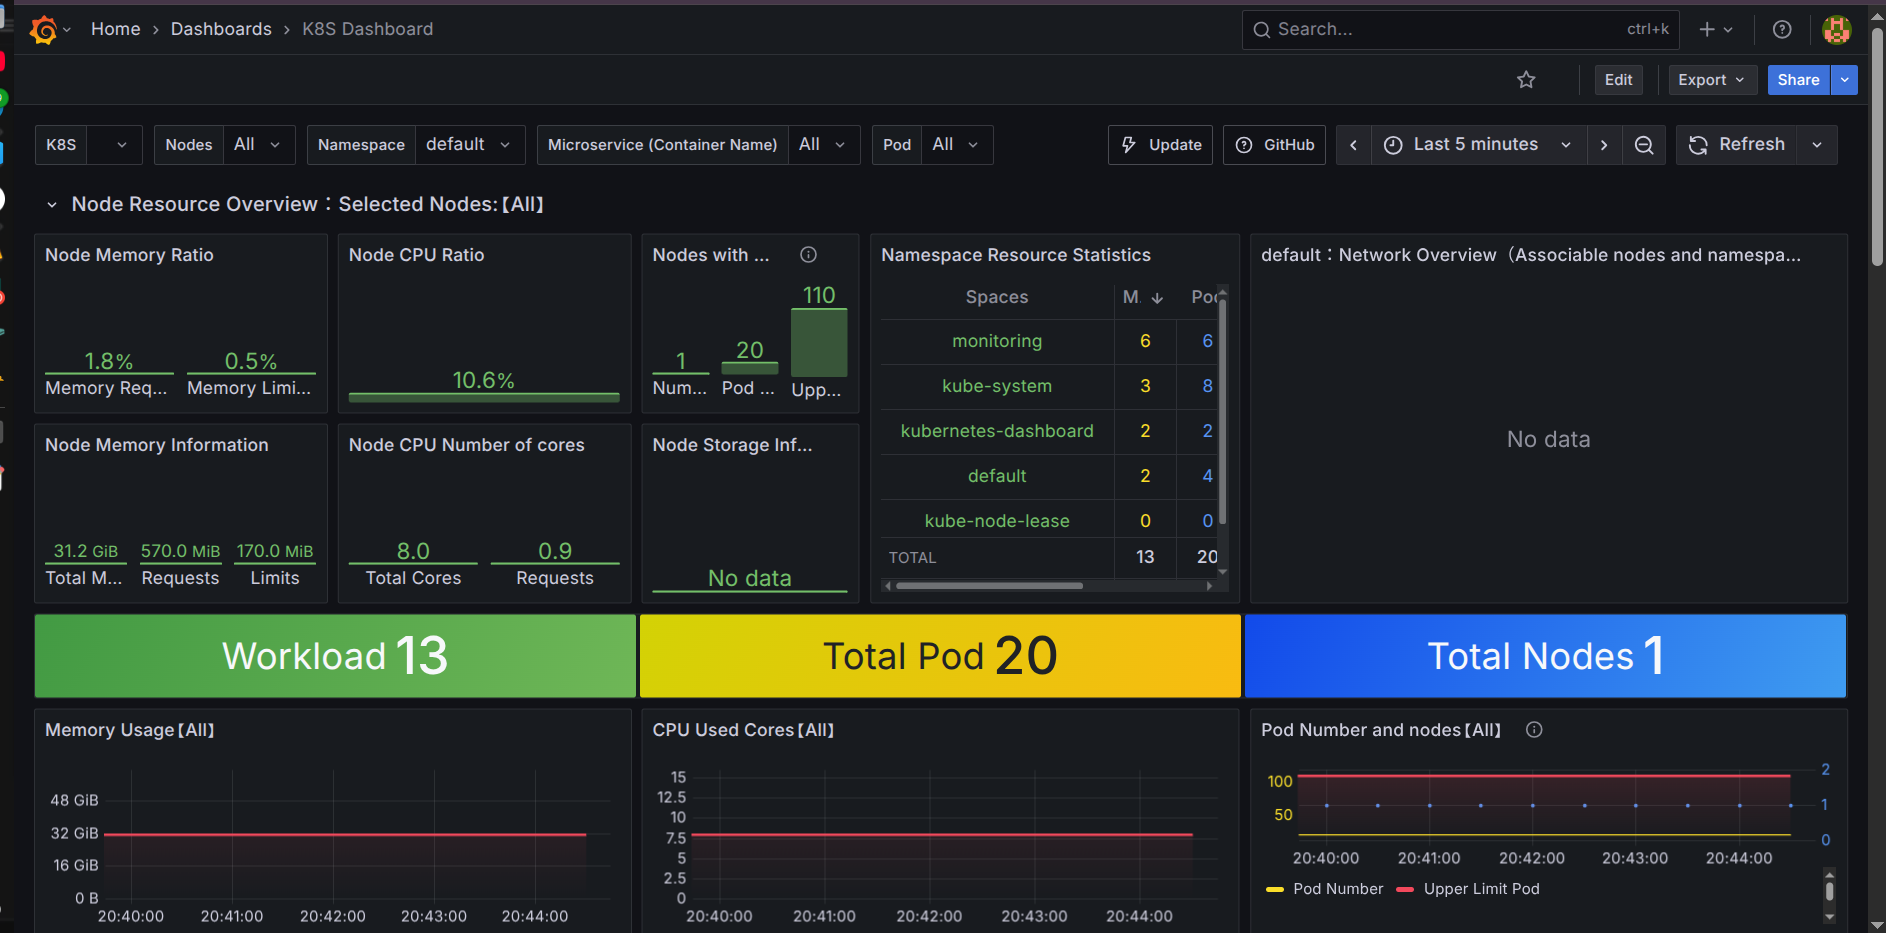 Home › Dashboards › K8S Dashboard
Search... ctrl+k
Edit Export Share
K8S Nodes All Namespace default Microservice (Container Name) All Pod All Update GitHub Last 5 minutes Refresh
Node Resource Overview：Selected Nodes:【All】
Node Memory Ratio
1.8% 0.5%
Memory Req... Memory Limi...
Node CPU Ratio
10.6%
Nodes with ...
1 20 110
Num... Pod ... Upp...
Node Memory Information
31.2 GiB 570.0 MiB 170.0 MiB
Total M... Requests Limits
Node CPU Number of cores
8.0 0.9
Total Cores Requests
Node Storage Inf...
No data
Namespace Resource Statistics
Spaces M. Poc
monitoring 6 6
kube-system 3 8
kubernetes-dashboard 2 2
default 2 4
kube-node-lease 0 0
TOTAL 13 20
default：Network Overview（Associable nodes and namespa...
No data
Workload 13
Total Pod 20
Total Nodes 1
Memory Usage【All】
48 GiB
32 GiB
16 GiB
0 B
20:40:00 20:41:00 20:42:00 20:43:00 20:44:00
CPU Used Cores【All】
15
12.5
10
7.5
5
2.5
0
20:40:00 20:41:00 20:42:00 20:43:00 20:44:00
Pod Number and nodes【All】
100 2
50 1
0
20:40:00 20:41:00 20:42:00 20:43:00 20:44:00
Pod Number Upper Limit Pod